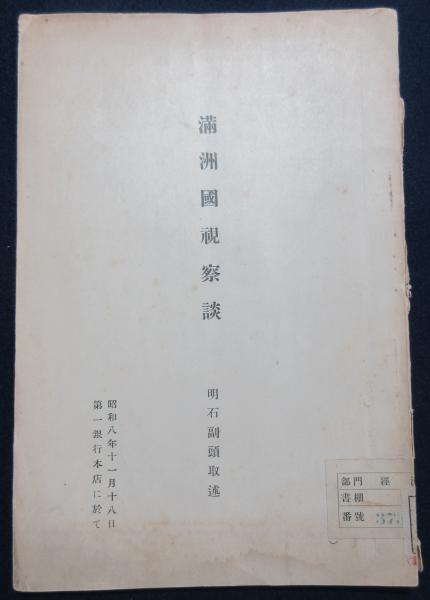 滿洲國視察談
明石副頭取述
昭和八年十一月十八日
第一銀行本店に於て
部門 經
書棚
番號